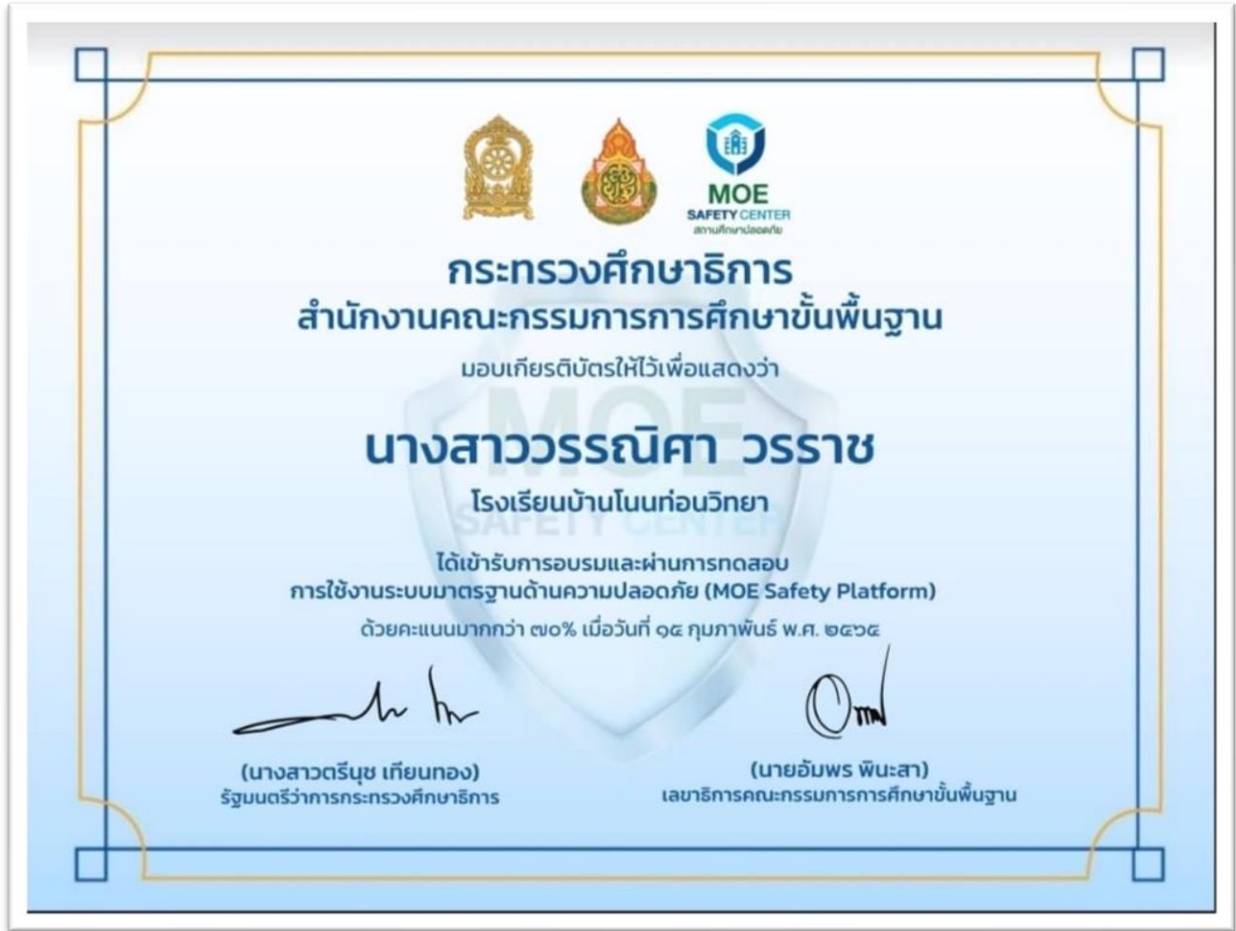 MOE
SAFETY CENTER
สถานศึกษาปลอดภัย
กระทรวงศึกษาธิการ
สำนักงานคณะกรรมการการศึกษาขั้นพื้นฐาน
มอบเกียรติบัตรให้ไว้เพื่อแสดงว่า
MOE
นางสาววรรณิศา วรราช
โรงเรียนบ้านโนนท่อนวิทยา
SAFETY CENTER
ได้เข้ารับการอบรมและผ่านการทดสอบ
การใช้งานระบบมาตรฐานด้านความปลอดภัย (MOE Safety Platform)
ด้วยคะแนนมากกว่า ๗๐% เมื่อวันที่ ๑๕ กุมภาพันธ์ พ.ศ. ๒๕๖๕
(นางสาวตรีนุช เทียนทอง)
รัฐมนตรีว่าการกระทรวงศึกษาธิการ
(นายอัมพร พินะสา)
เลขาธิการคณะกรรมการการศึกษาขั้นพื้นฐาน